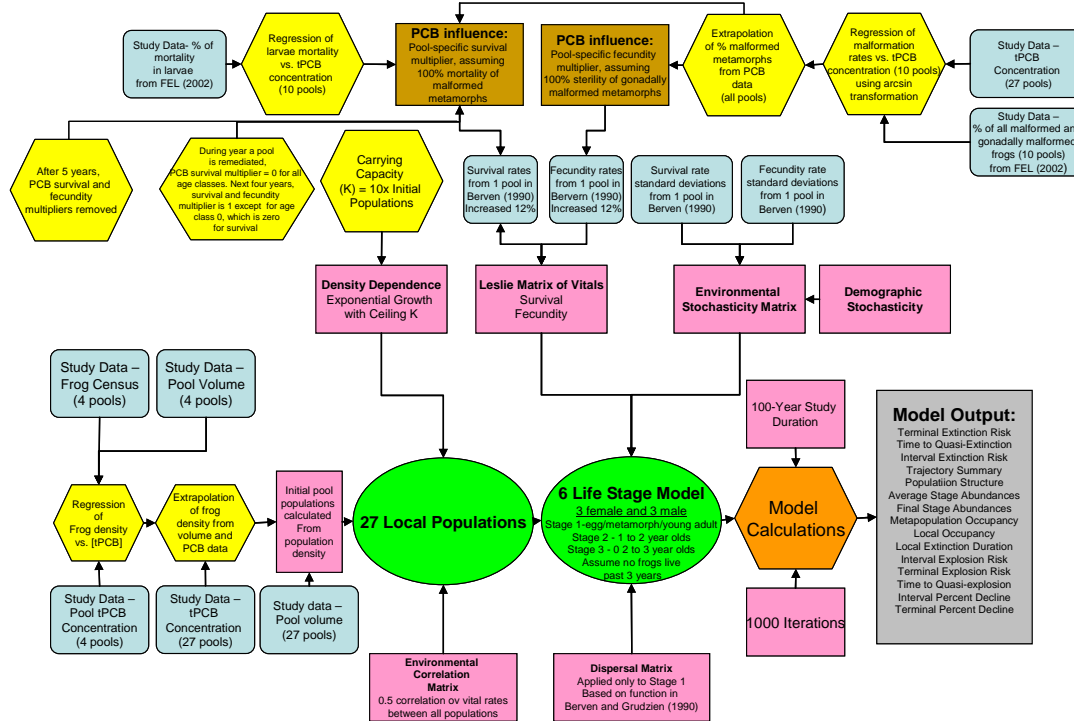 Study Data- % of
mortality
in larvae
from FEL (2002)
Regression of
larvae mortality
vs. tPCB
concentration
(10 pools)
PCB influence:
Pool-specific survival
multiplier, assuming
100% mortality of
malformed
metamorphs
PCB influence:
Pool-specific fecundity
multiplier, assuming
100% sterility of gonadally
malformed metamorphs
Extrapolation
of %
malformed
metamorphs
from PCB
data
(all pools)
Regression of
malformation
rates vs. tPCB
concentration (10 pools)
using arcsin
transformation
Study Data –
tPCB
Concentration
(27 pools)
Study Data –
% of all malformed and
gonadally malformed
frogs (10 pools)
from FEL (2002)
After 5 years,
PCB survival and
fecundity
multipliers removed
During year a pool
is remediated,
PCB survival multiplier = 0 for all
age classes. Next four years,
survival and fecundity
multiplier is 1 except for age
class 0, which is zero
for survival
Carrying
Capacity
(K) = 10x Initial
Populations
Survival rates
from 1 pool in
Berven (1990)
Increased 12%
Fecundity rates
from 1 pool in
Bervern (1990)
Increased 12%
Survival rate
standard deviations
from 1 pool in
Berven (1990)
Fecundity rate
standard deviations
from 1 pool in
Berven (1990)
Density Dependence
Exponential Growth
with Ceiling K
Leslie Matrix of Vitals
Survival
Fecundity
Environmental
Stochasticity Matrix
Demographic
Stochasticity
Study Data –
Frog Census
(4 pools)
Study Data –
Pool Volume
(4 pools)
Regression
of
Frog density
vs. [tPCB]
Extrapolation
of frog
density from
volume and
PCB data
Initial pool
populations
calculated
From
population
density
Study Data –
Pool tPCB
Concentration
(4 pools)
Study Data –
tPCB
Concentration
(27 pools)
Study data –
Pool volume
(27 pools)
27 Local Populations
6 Life Stage Model
3 female and 3 male
Stage 1-egg/metamorph/young adult
Stage 2 - 1 to 2 year olds
Stage 3 - 0 2 to 3 year olds
Assume no frogs live
past 3 years
100-Year Study
Duration
Model
Calculations
1000 Iterations
Environmental
Correlation
Matrix
0.5 correlation ov vital rates
between all populations
Dispersal Matrix
Applied only to Stage 1
Based on function in
Berven and Grudzien (1990)
Model Output:
Terminal Extinction Risk
Time to Quasi-Extinction
Interval Extinction Risk
Trajectory Summary
Populatiion Structure
Average Stage Abundances
Final Stage Abundances
Metapopulation Occupancy
Local Occupancy
Local Extinction Duration
Interval Explosion Risk
Terminal Explosion Risk
Time to Quasi-explosion
Interval Percent Decline
Terminal Percent Decline